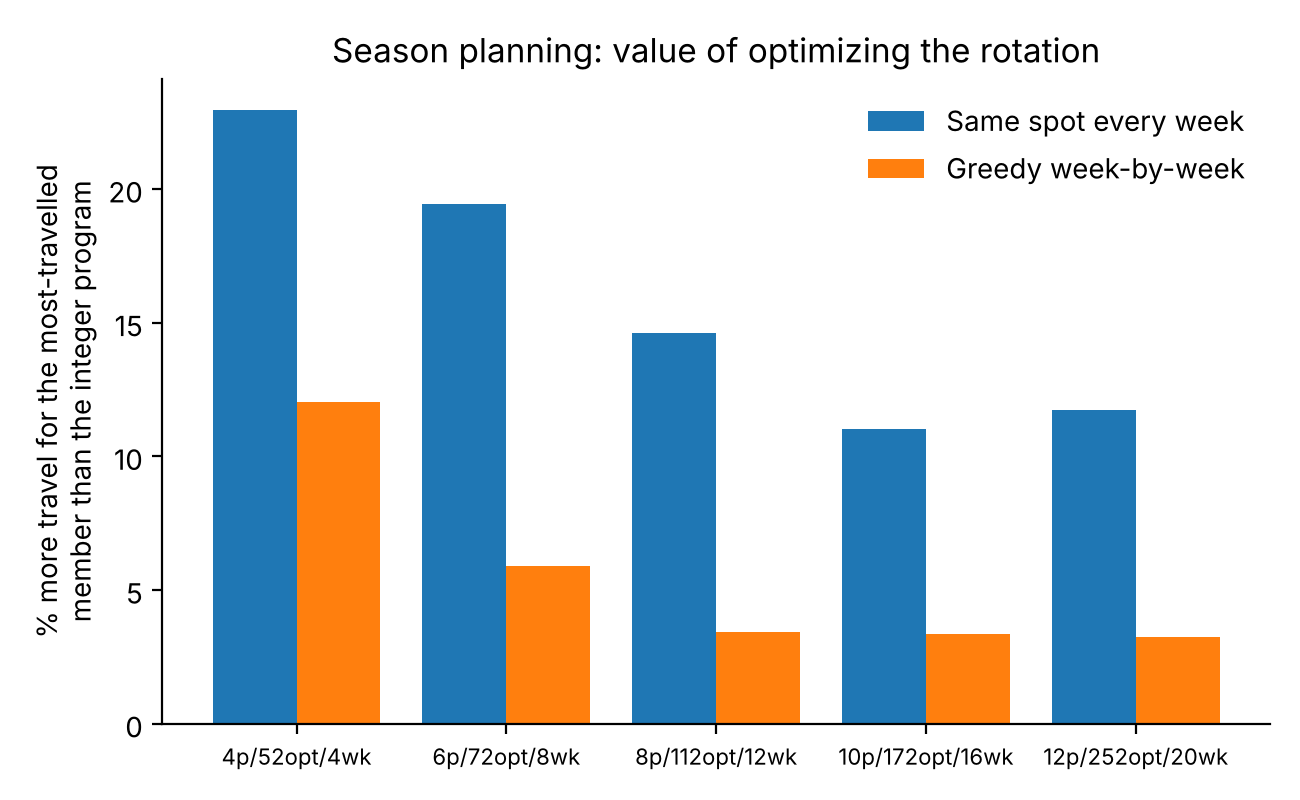 Season planning: value of optimizing the rotation
% more travel for the most-travelled
member than the integer program
Same spot every week
Greedy week-by-week
20
15
10
5
0
4p/52opt/4wk
6p/72opt/8wk
8p/112opt/12wk
10p/172opt/16wk
12p/252opt/20wk